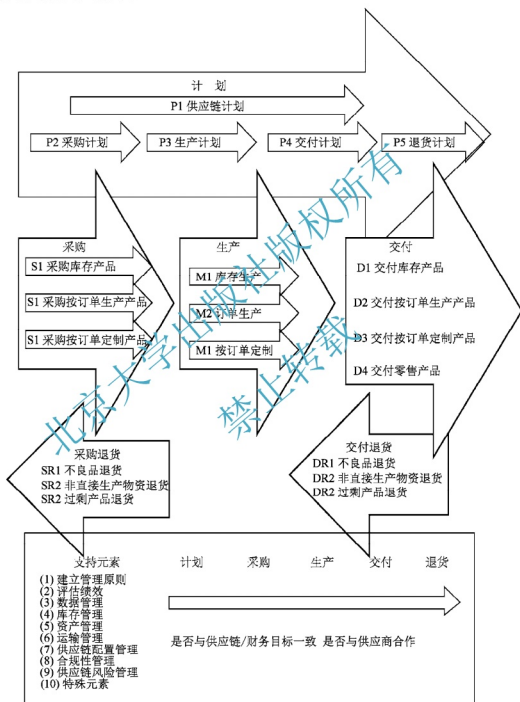 计 划
P1 供应链计划
P2 采购计划
P3 生产计划
P4 交付计划
P5 退货计划
采购
S1 采购库存产品
S1 采购按订单生产产品
S1 采购按订单定制产品
生产
M1 库存生产
M2 订单生产
M1 按订单定制
交付
D1 交付库存产品
D2 交付按订单生产产品
D3 交付按订单定制产品
D4 交付零售产品
采购退货
SR1 不良品退货
SR2 非直接生产物资退货
SR2 过剩产品退货
交付退货
DR1 不良品退货
DR2 非直接生产物资退货
DR2 过剩产品退货
支持元素 计划 采购 生产 交付 退货
(1) 建立管理原则
(2) 评估绩效
(3) 数据管理
(4) 库存管理
(5) 资产管理
(6) 运输管理
(7) 供应链配置管理
(8) 合规性管理
(9) 供应链风险管理
(10) 特殊元素
是否与供应链/财务目标一致 是否与供应商合作
北京大学出版社版权所有
禁止转载